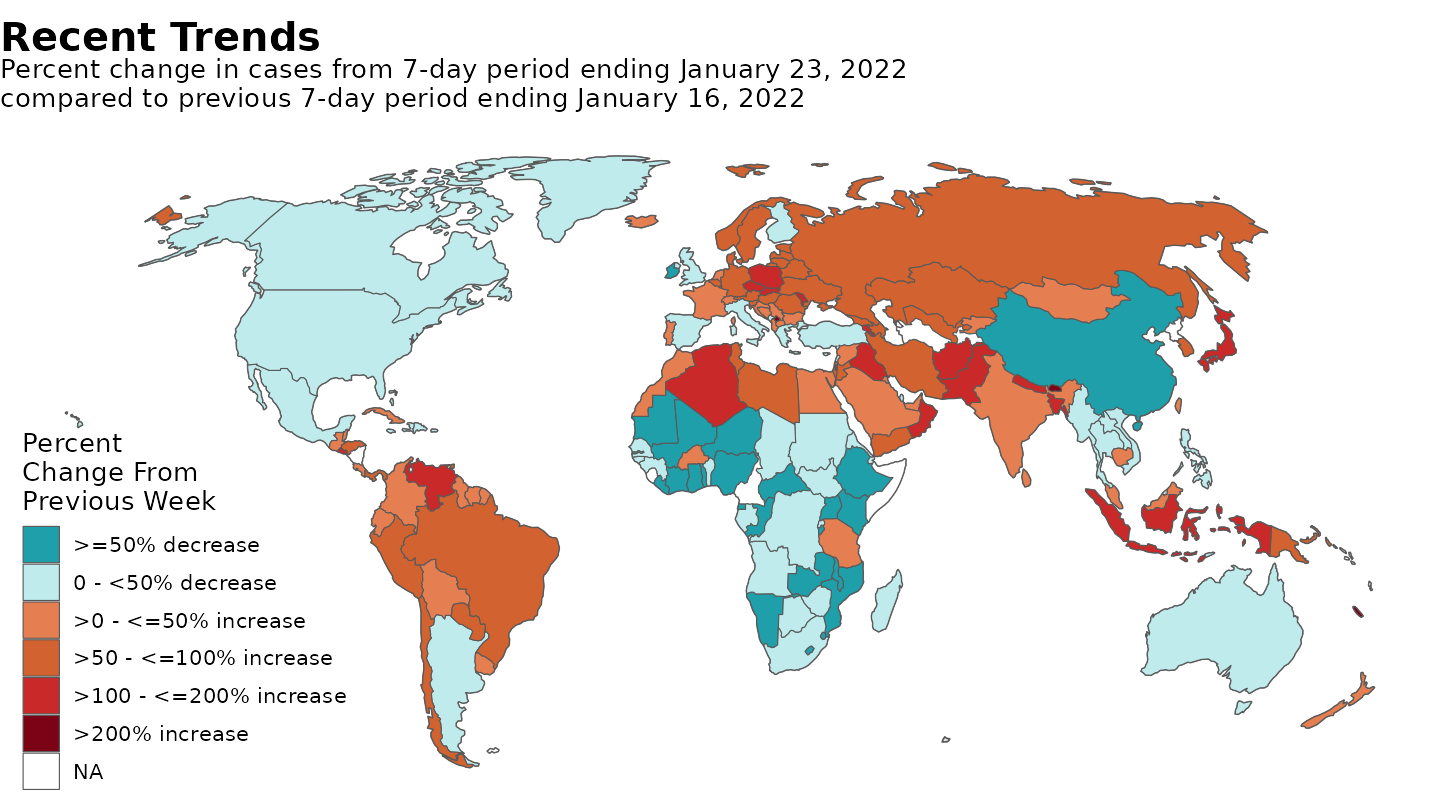 Recent Trends
Percent change in cases from 7-day period ending January 23, 2022
compared to previous 7-day period ending January 16, 2022
Percent
Change From
Previous Week
>=50% decrease
0 - <50% decrease
>0 - <=50% increase
>50 - <=100% increase
>100 - <=200% increase
>200% increase
NA